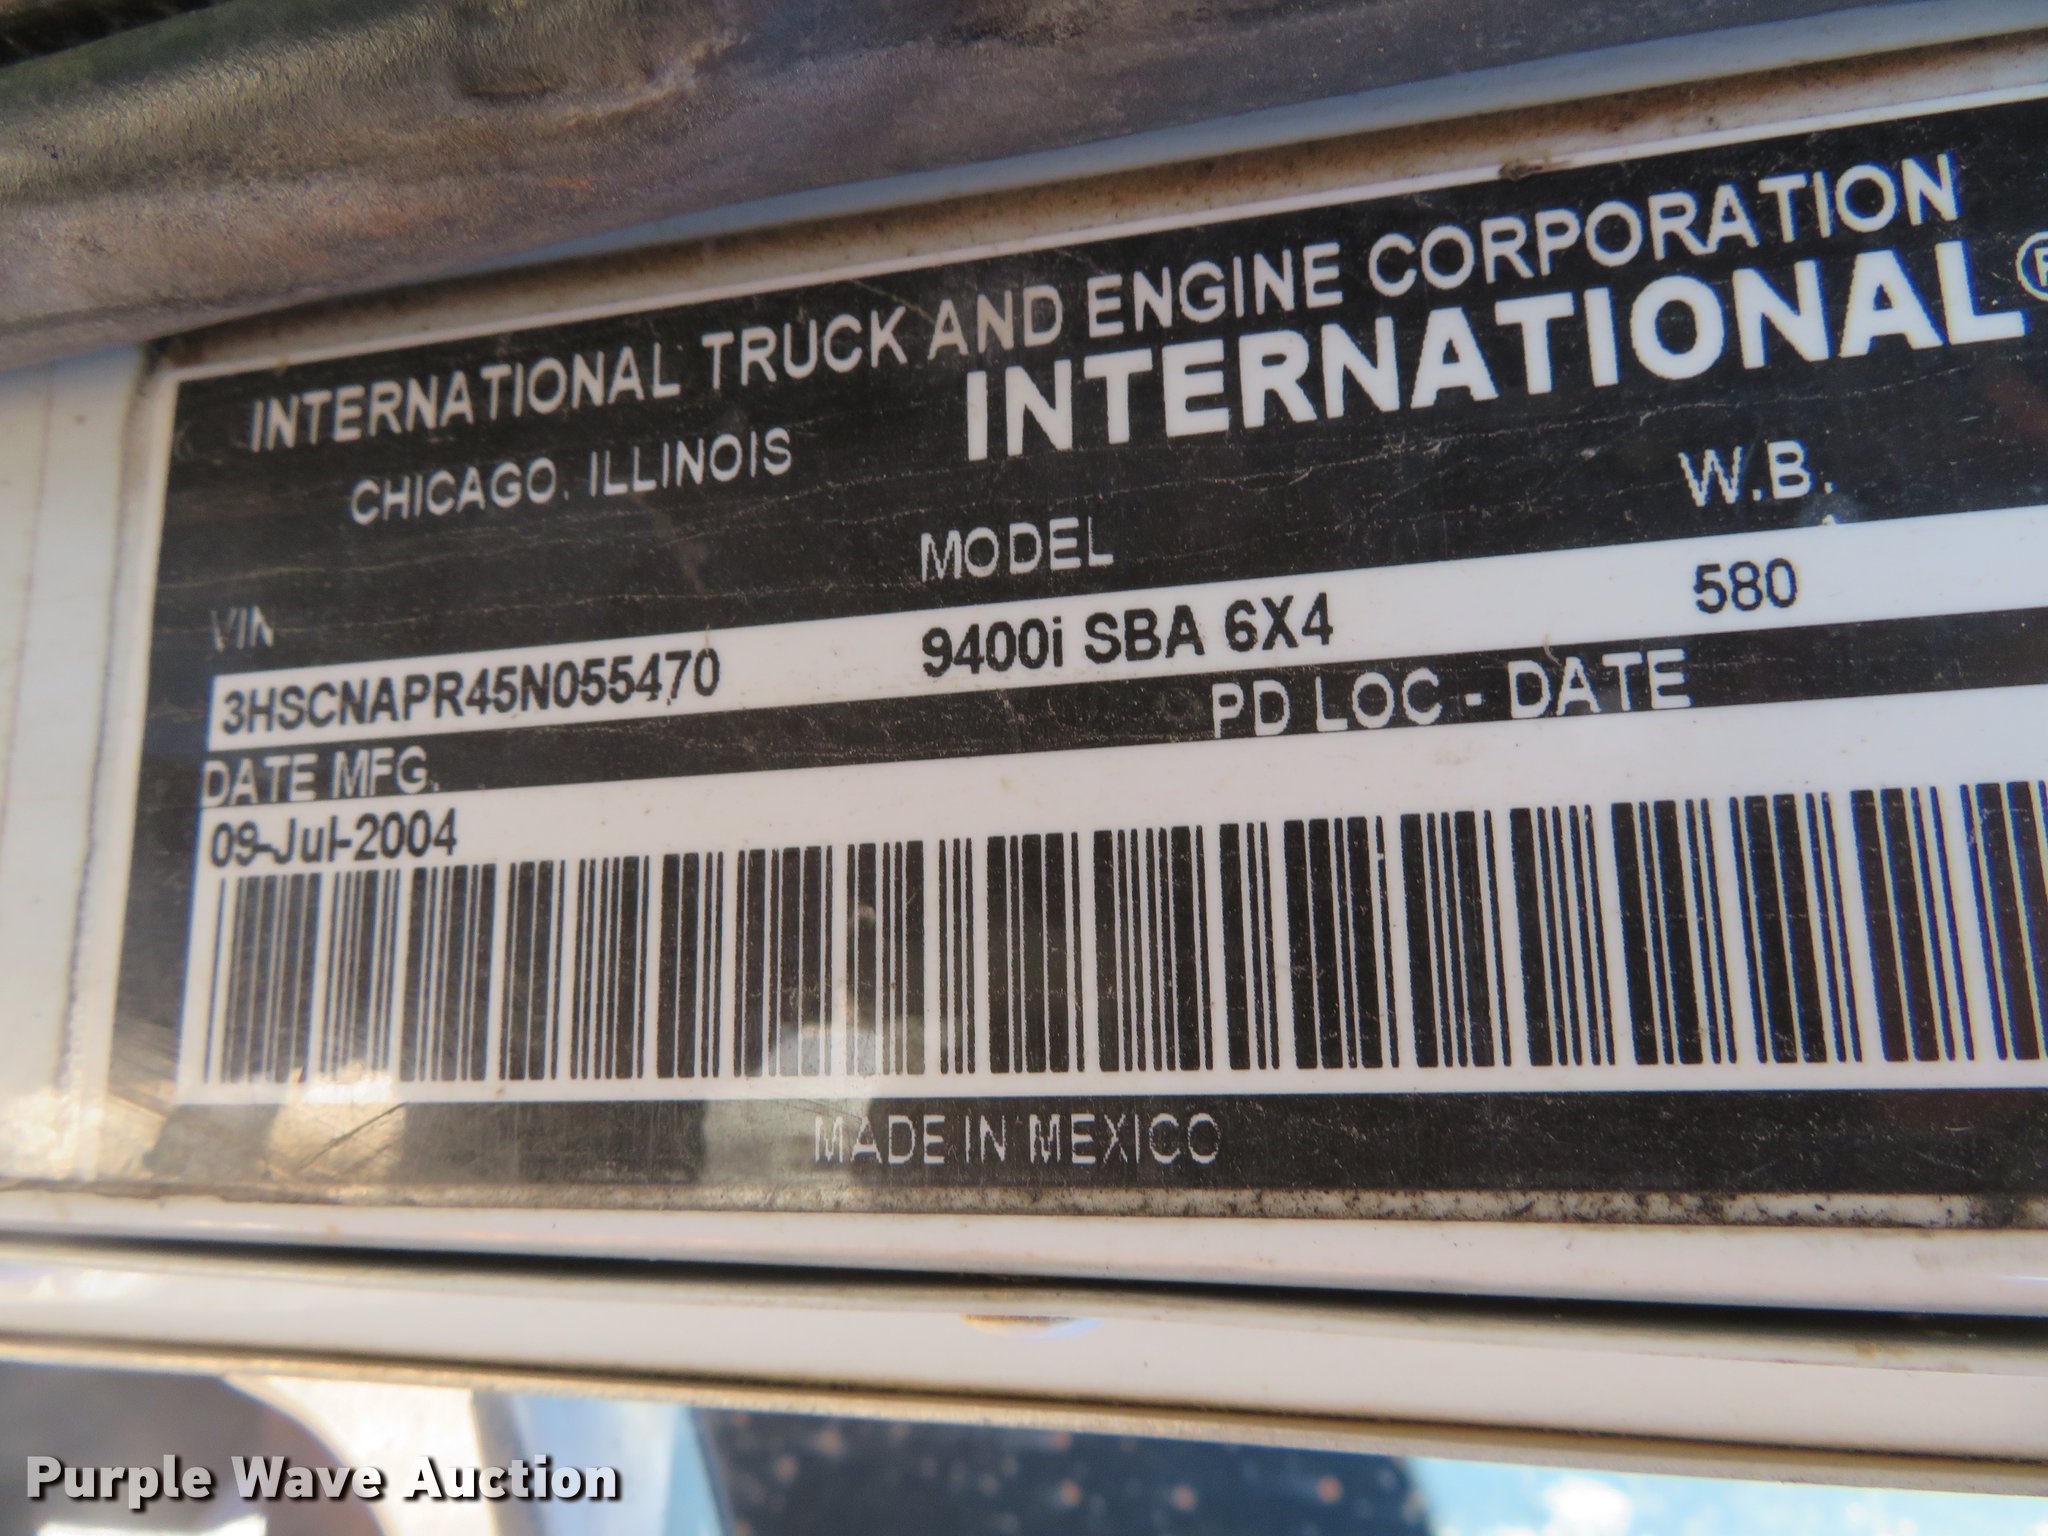 INTERNATIONAL TRUCK AND ENGINE CORPORATION
CHICAGO, ILLINOIS
INTERNATIONAL®
VIN MODEL W.B.
3HSCNAPR45N055470 9400i SBA 6X4 580
DATE MFG. PD LOC - DATE
09-Jul-2004
MADE IN MEXICO
Purple Wave Auction